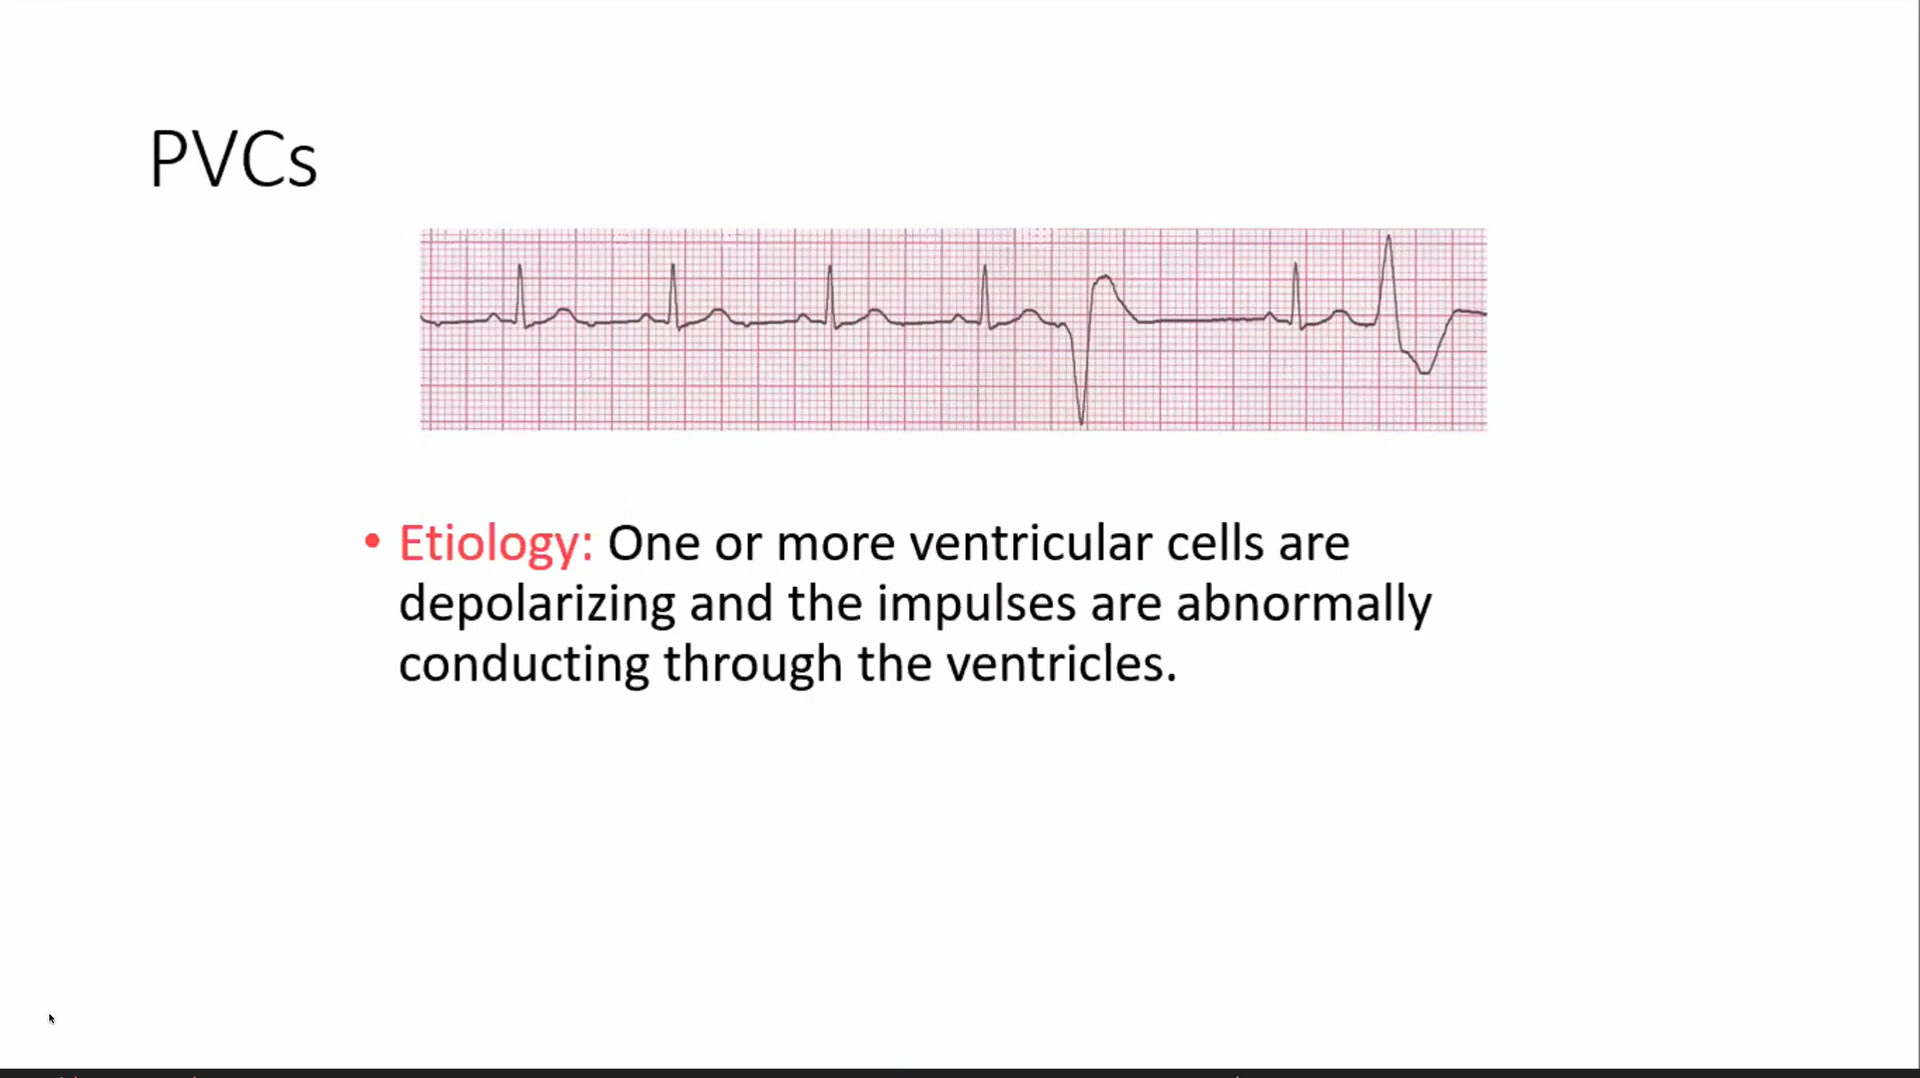 PVCs
• Etiology: One or more ventricular cells are
depolarizing and the impulses are abnormally
conducting through the ventricles.